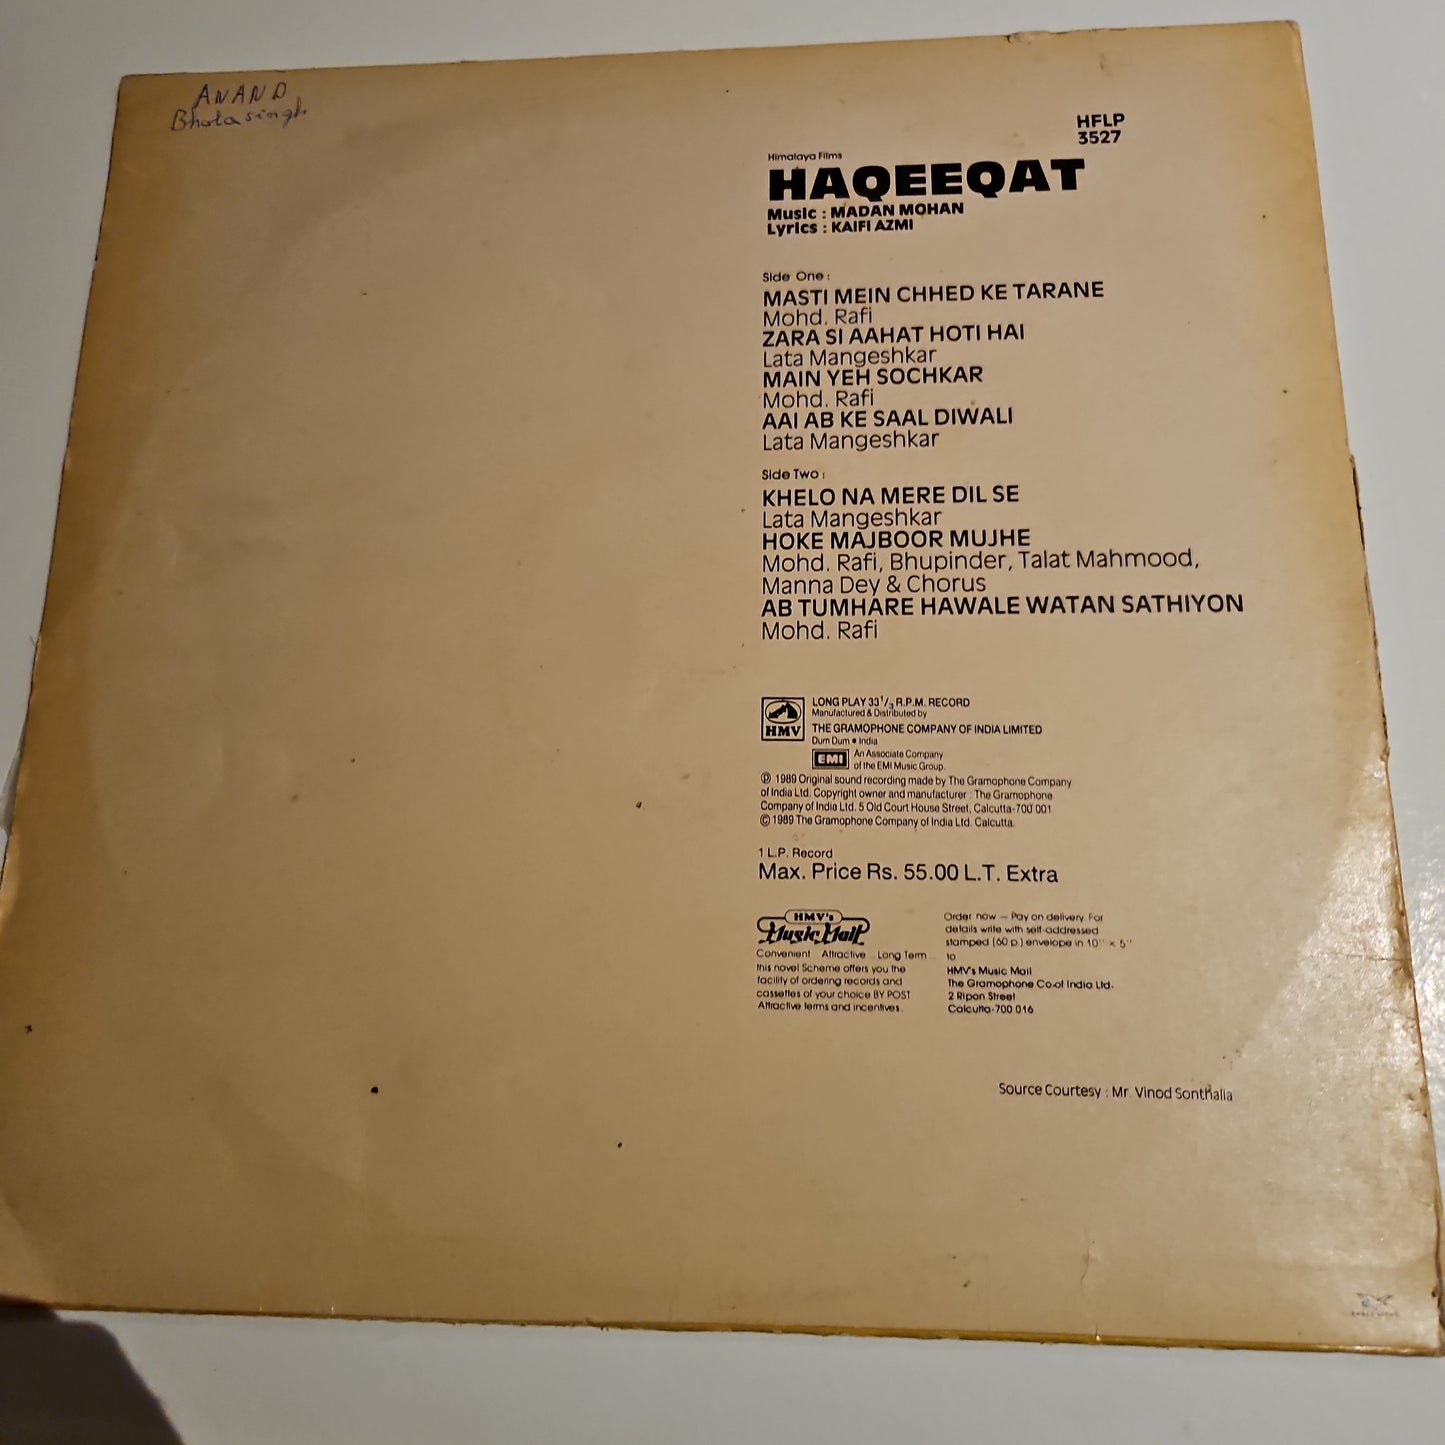 ANAND
Bholasingh
HFLP
3527
Himalaya Films
HAQEEQAT
Music : MADAN MOHAN
Lyrics : KAIFI AZMI
Side One :
MASTI MEIN CHHED KE TARANE
Mohd. Rafi
ZARA SI AAHAT HOTI HAI
Lata Mangeshkar
MAIN YEH SOCHKAR
Mohd. Rafi
AAI AB KE SAAL DIWALI
Lata Mangeshkar
Side Two :
KHELO NA MERE DIL SE
Lata Mangeshkar
HOKE MAJBOOR MUJHE
Mohd. Rafi, Bhupinder, Talat Mahmood,
Manna Dey & Chorus
AB TUMHARE HAWALE WATAN SATHIYON
Mohd. Rafi
HMV
LONG PLAY 33 1/3 R.P.M. RECORD
Manufactured & Distributed by
THE GRAMOPHONE COMPANY OF INDIA LIMITED
Dum Dum • India
EMI
An Associate Company
of the EMI Music Group.
℗ 1989 Original sound recording made by The Gramophone Company
of India Ltd. Copyright owner and manufacturer : The Gramophone
Company of India Ltd. 5 Old Court House Street, Calcutta-700 001
© 1989 The Gramophone Company of India Ltd. Calcutta.
1 L.P. Record
Max. Price Rs. 55.00 L.T. Extra
HMV's
Music Mail
Convenient Attractive Long Term
this novel Scheme offers you the
facility of ordering records and
cassettes of your choice BY POST
Attractive terms and incentives.
Order now — Pay on delivery. For
details write with self-addressed
stamped (60 p.) envelope in 10" × 5"
to
HMV's Music Mail
The Gramophone Co.of India Ltd.
2 Ripon Street
Calcutta-700 016
Source Courtesy : Mr. Vinod Sonthalia